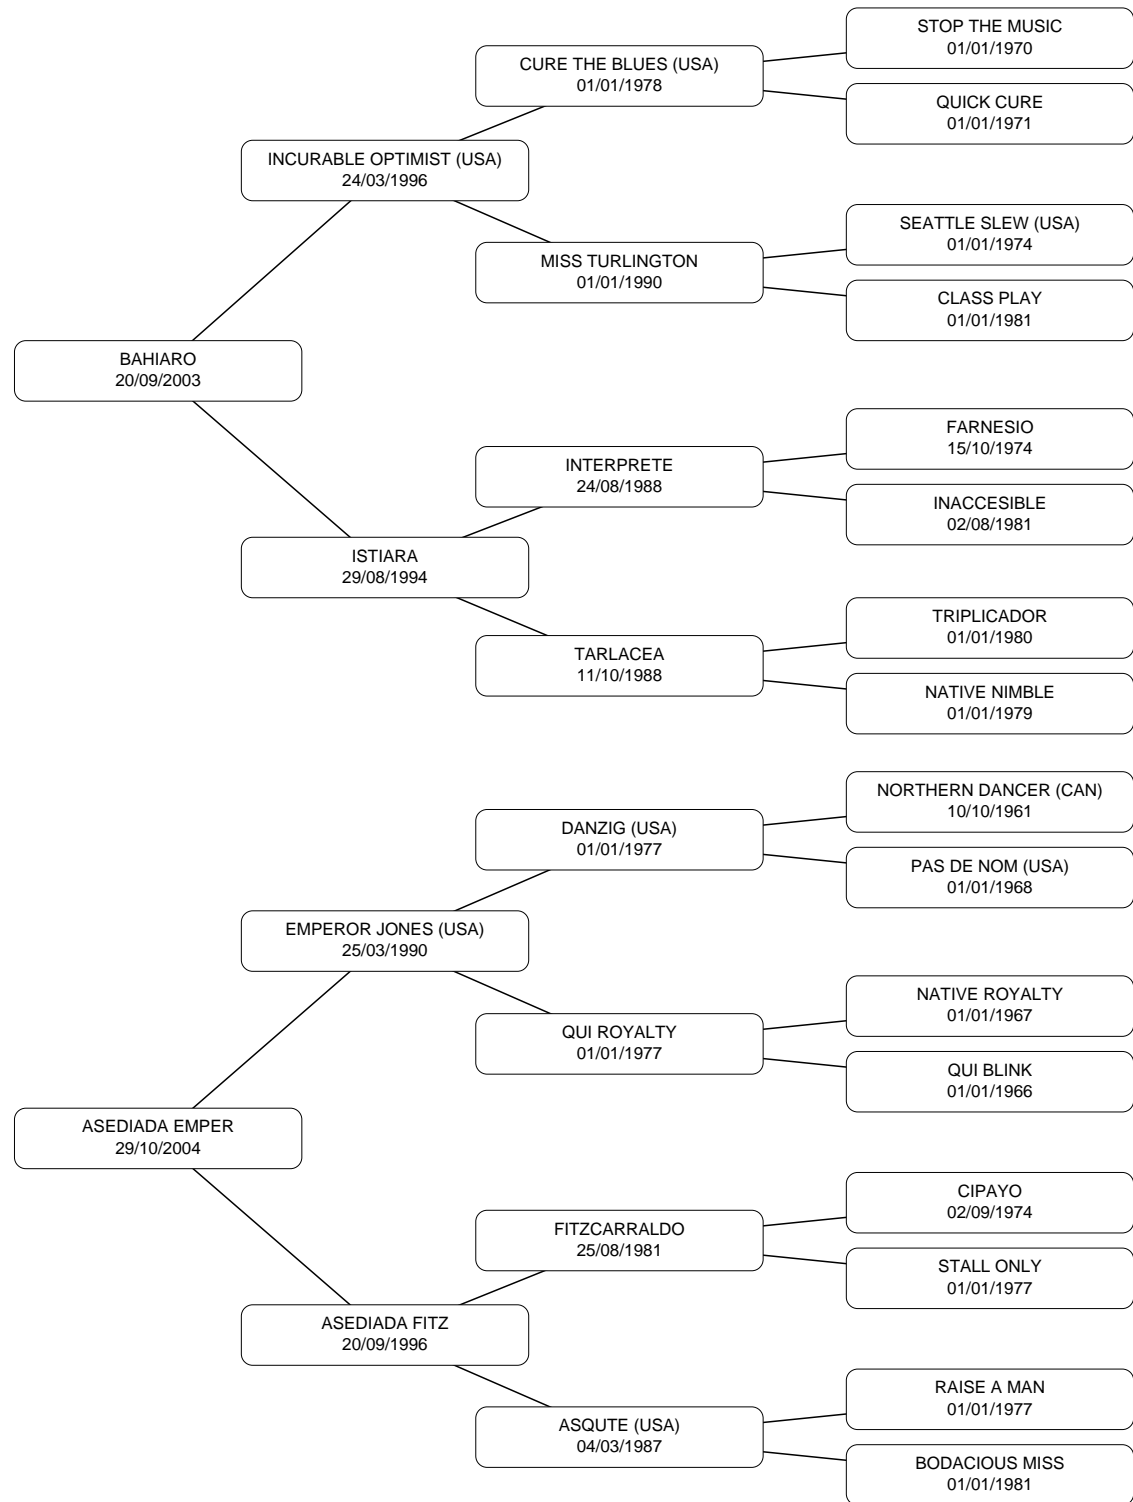 STOP THE MUSIC
01/01/1970
CURE THE BLUES (USA)
01/01/1978
QUICK CURE
01/01/1971
INCURABLE OPTIMIST (USA)
24/03/1996
SEATTLE SLEW (USA)
01/01/1974
MISS TURLINGTON
01/01/1990
CLASS PLAY
01/01/1981
BAHIARO
20/09/2003
FARNESIO
15/10/1974
INTERPRETE
24/08/1988
INACCESIBLE
02/08/1981
ISTIARA
29/08/1994
TRIPLICADOR
01/01/1980
TARLACEA
11/10/1988
NATIVE NIMBLE
01/01/1979
NORTHERN DANCER (CAN)
10/10/1961
DANZIG (USA)
01/01/1977
PAS DE NOM (USA)
01/01/1968
EMPEROR JONES (USA)
25/03/1990
NATIVE ROYALTY
01/01/1967
QUI ROYALTY
01/01/1977
QUI BLINK
01/01/1966
ASEDIADA EMPER
29/10/2004
CIPAYO
02/09/1974
FITZCARRALDO
25/08/1981
STALL ONLY
01/01/1977
ASEDIADA FITZ
20/09/1996
RAISE A MAN
01/01/1977
ASQUTE (USA)
04/03/1987
BODACIOUS MISS
01/01/1981